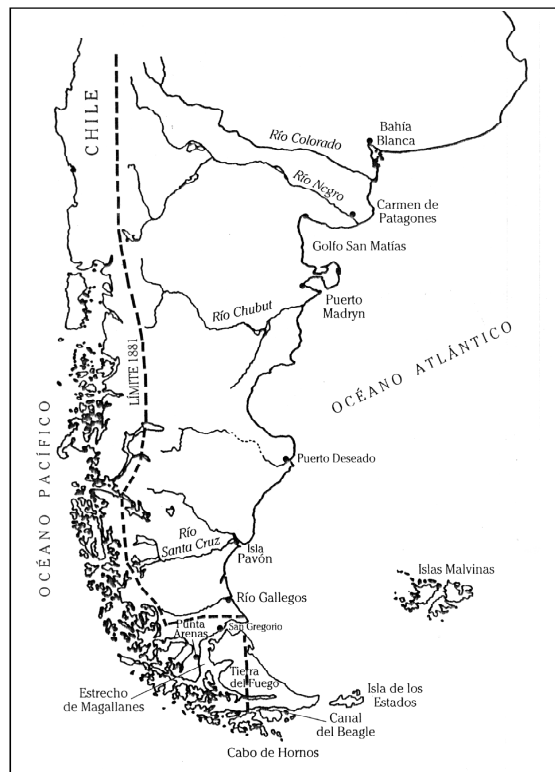 CHILE
Río Colorado
Bahía
Blanca
Río Negro
Carmen de
Patagones
Golfo San Matías
Puerto
Madryn
Río Chubut
OCÉANO ATLÁNTICO
LÍMITE 1881
OCÉANO PACÍFICO
Puerto Deseado
Río
Santa Cruz
Isla
Pavón
Islas Malvinas
Río Gallegos
Punta
Arenas
San Gregorio
Tierra
del Fuego
Estrecho
de Magallanes
Isla de los
Estados
Canal
del Beagle
Cabo de Hornos